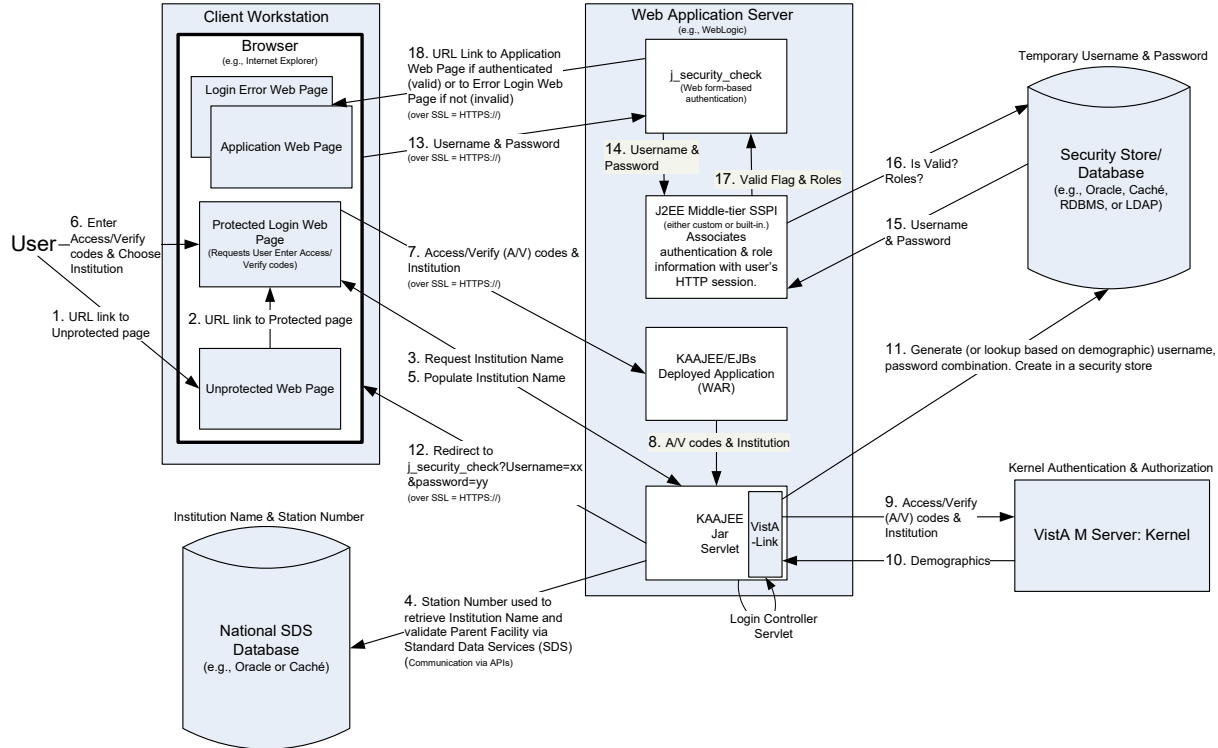 Client Workstation
Browser
(e.g., Internet Explorer)
Login Error Web Page
Application Web Page
Protected Login Web
Page
(Requests User Enter Access/
Verify codes)
2. URL link to Protected page
Unprotected Web Page
User
6. Enter
Access/Verify
codes & Choose
Institution
1. URL link to
Unprotected page
18. URL Link to Application
Web Page if authenticated
(valid) or to Error Login Web
Page if not (invalid)
(over SSL = HTTPS://)
13. Username & Password
(over SSL = HTTPS://)
7. Access/Verify (A/V) codes &
Institution
(over SSL = HTTPS://)
3. Request Institution Name
5. Populate Institution Name
12. Redirect to
j_security_check?Username=xx
&password=yy
(over SSL = HTTPS://)
4. Station Number used to
retrieve Institution Name and
validate Parent Facility via
Standard Data Services (SDS)
(Communication via APIs)
Institution Name & Station Number
National SDS
Database
(e.g., Oracle or Caché)
Web Application Server
(e.g., WebLogic)
j_security_check
(Web form-based
authentication)
14. Username &
Password
17. Valid Flag & Roles
J2EE Middle-tier SSPI
(either custom or built-in.)
Associates
authentication & role
information with user's
HTTP session.
KAAJEE/EJBs
Deployed Application
(WAR)
8. A/V codes & Institution
KAAJEE
Jar
Servlet
VistA
-Link
Login Controller
Servlet
Temporary Username & Password
Security Store/
Database
(e.g., Oracle, Caché,
RDBMS, or LDAP)
16. Is Valid?
Roles?
15. Username
& Password
11. Generate (or lookup based on demographic) username,
password combination. Create in a security store
Kernel Authentication & Authorization
9. Access/Verify
(A/V) codes &
Institution
10. Demographics
VistA M Server: Kernel